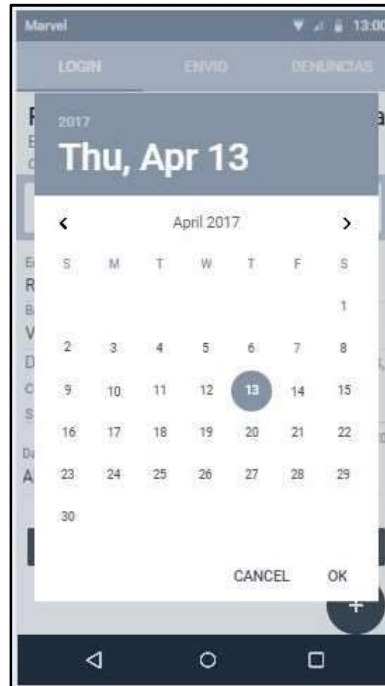 Marvel 13:00
LOGIN ENVIO DENUNCIAS
2017
Thu, Apr 13
April 2017
S M T W T F S
1
2 3 4 5 6 7 8
9 10 11 12 13 14 15
16 17 18 19 20 21 22
23 24 25 26 27 28 29
30
CANCEL OK
+